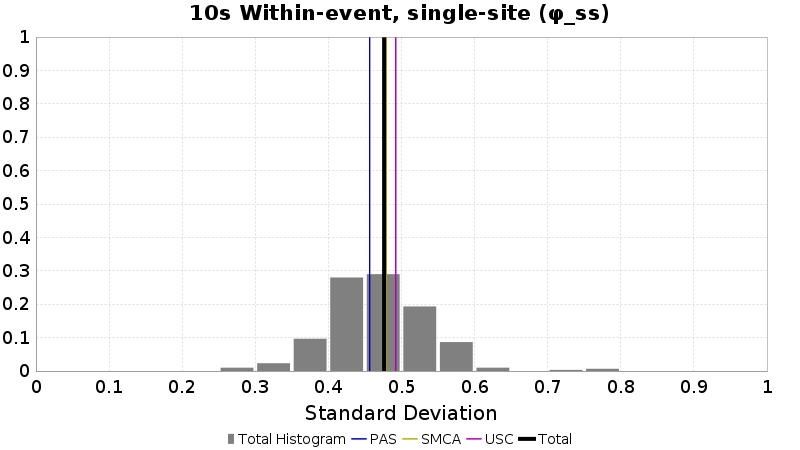 10s Within-event, single-site (φ_ss)
1
0.9
0.8
0.7
0.6
0.5
0.4
0.3
0.2
0.1
0
0 0.1 0.2 0.3 0.4 0.5 0.6 0.7 0.8 0.9 1
Standard Deviation
Total Histogram PAS SMCA USC Total